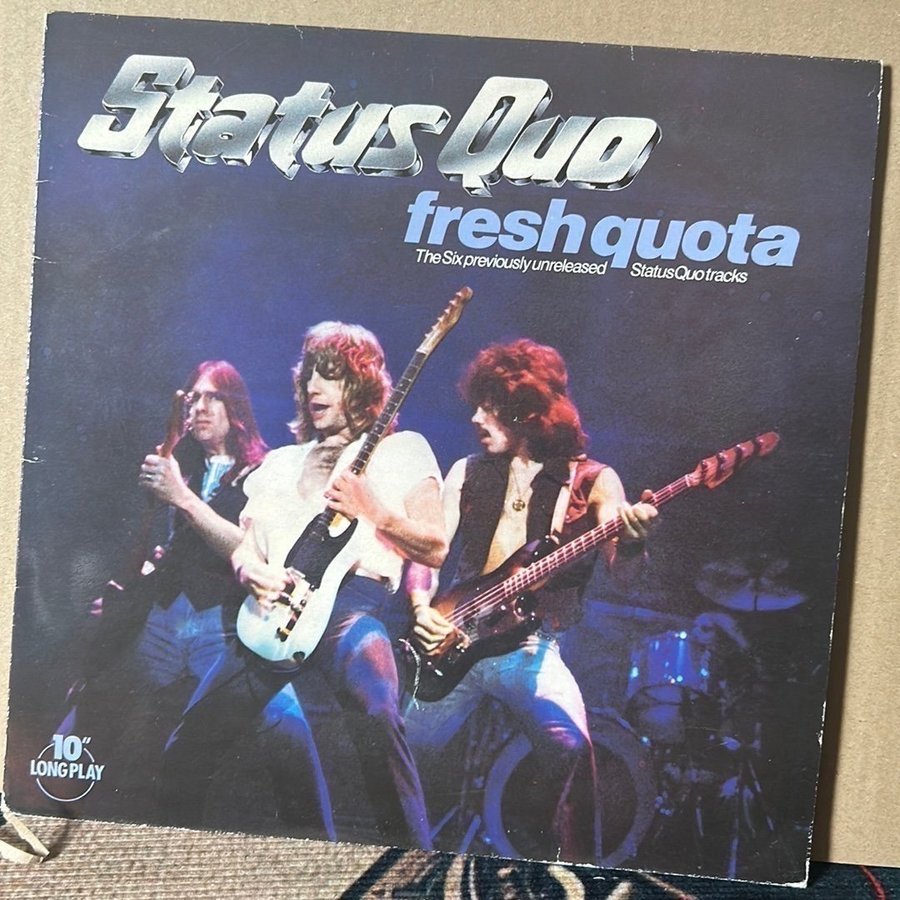 Status Quo
fresh quota
The Six previously unreleased Status Quo tracks
10"
LONG PLAY